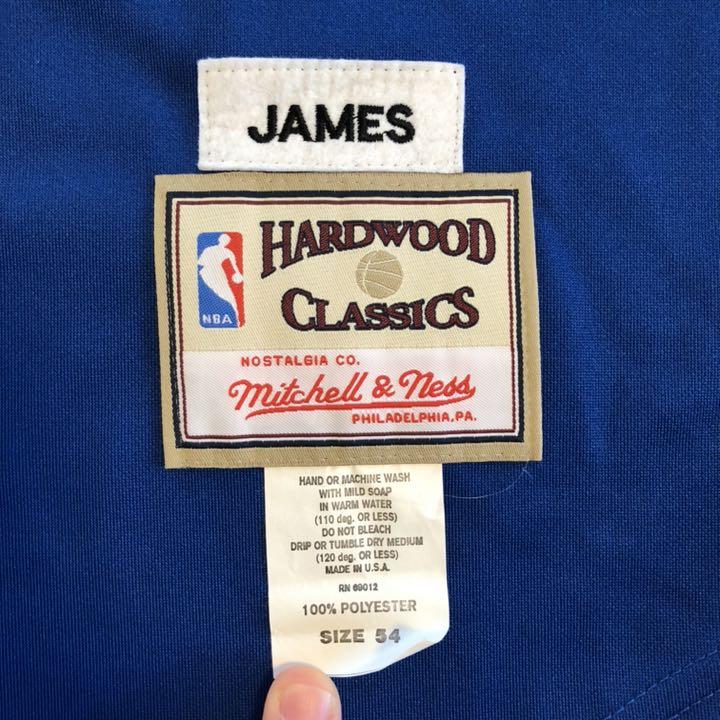 JAMES
HARDWOOD
CLASSICS
NBA
NOSTALGIA CO.
Mitchell & Ness
PHILADELPHIA, PA.
HAND OR MACHINE WASH
WITH MILD SOAP
IN WARM WATER
(110 deg. OR LESS)
DO NOT BLEACH
DRIP OR TUMBLE DRY MEDIUM
(120 deg. OR LESS)
MADE IN U.S.A.
RN 69012
100% POLYESTER
SIZE 54